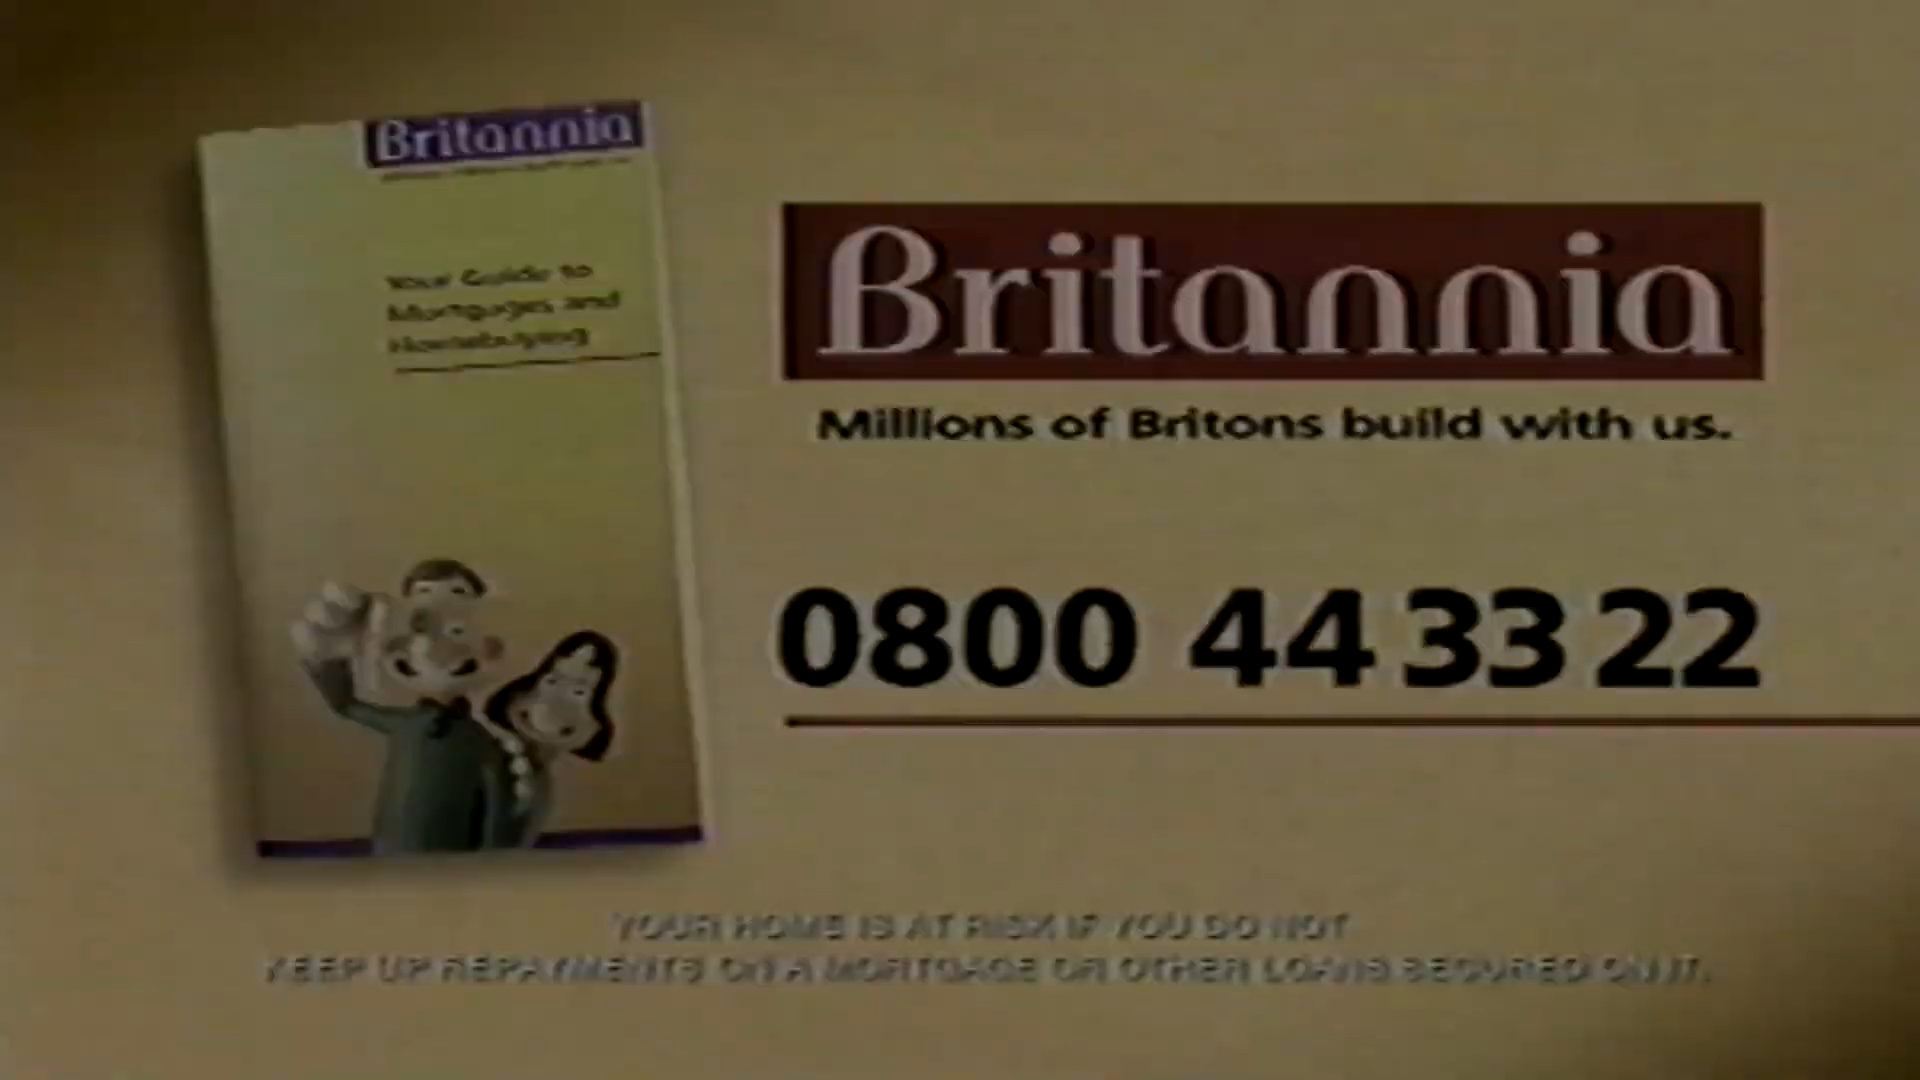 Britannia
Your Guide to
Mortgages and
Homebuying
Britannia
Millions of Britons build with us.
0800 44 33 22
YOUR HOME IS AT RISK IF YOU DO NOT
KEEP UP REPAYMENTS ON A MORTGAGE OR OTHER LOANS SECURED ON IT.